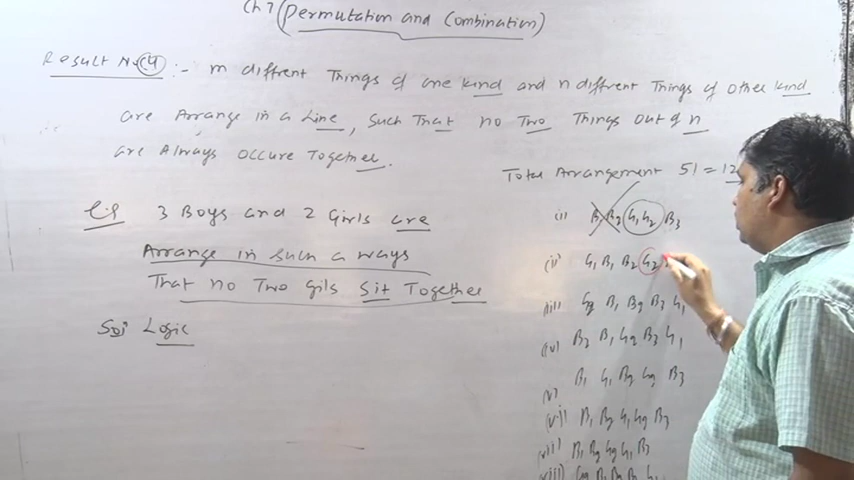 Ch 7 (Permutation and Combination)
Result No (4) :- m diffrent Things of one kind and n diffrent Things of other kind
are Arrange in a Line, such That no Two Things out of n
are Always occure Together.
Total Arrangement 5! = 12
eg 3 Boys and 2 Girls are
Arrange in such a ways
That no Two gils Sit Together
Sol Logic
(i) B1 B2 G1 G2 B3
(ii) G1 B1 B2 G2
(iii) G2 B1 B2 B3 G1
(iv) B2 B1 G2 B3 G1
(v) B1 G1 B2 G2 B3
(vi) B1 B2 G1 G2 B3
(vii) B1 B2 G2 G1 B3
(viii) G2 B1 B2 B3 G1